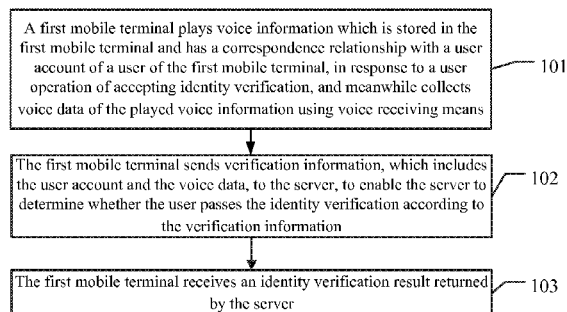 A first mobile terminal plays voice information which is stored in the
first mobile terminal and has a correspondence relationship with a user
account of a user of the first mobile terminal, in response to a user
operation of accepting identity verification, and meanwhile collects
voice data of the played voice information using voice receiving means
101
The first mobile terminal sends verification information, which includes
the user account and the voice data, to the server, to enable the server to
determine whether the user passes the identity verification according to
the verification information
102
The first mobile terminal receives an identity verification result returned
by the server
103